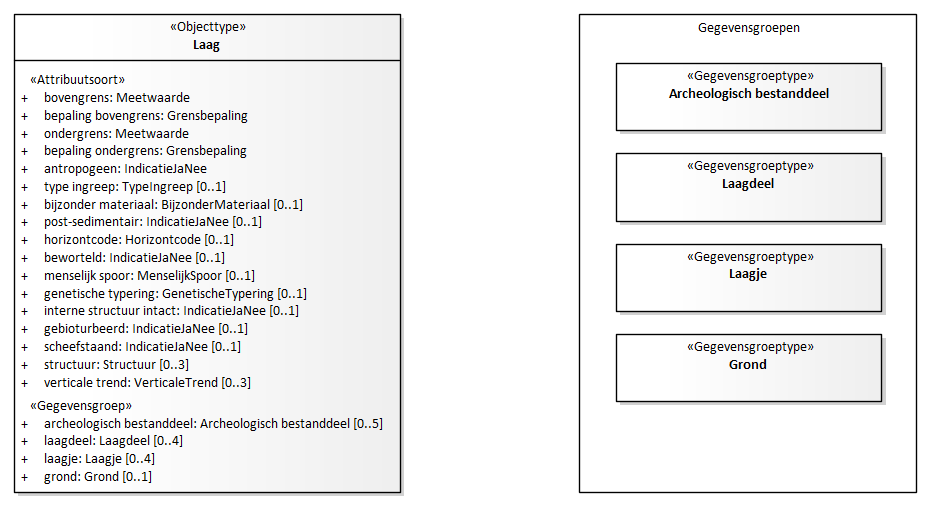 «Objecttype»
Laag
«Attribuutsoort»
+ bovengrens: Meetwaarde
+ bepaling bovengrens: Grensbepaling
+ ondergrens: Meetwaarde
+ bepaling ondergrens: Grensbepaling
+ antropogeen: IndicatieJaNee
+ type ingreep: TypeIngreep [0..1]
+ bijzonder materiaal: BijzonderMateriaal [0..1]
+ post-sedimentair: IndicatieJaNee [0..1]
+ horizontcode: Horizontcode [0..1]
+ beworteld: IndicatieJaNee [0..1]
+ menselijk spoor: MenselijkSpoor [0..1]
+ genetische typering: GenetischeTypering [0..1]
+ interne structuur intact: IndicatieJaNee [0..1]
+ gebioturbeerd: IndicatieJaNee [0..1]
+ scheefstaand: IndicatieJaNee [0..1]
+ structuur: Structuur [0..3]
+ verticale trend: VerticaleTrend [0..3]
«Gegevensgroep»
+ archeologisch bestanddeel: Archeologisch bestanddeel [0..5]
+ laagdeel: Laagdeel [0..4]
+ laagje: Laagje [0..4]
+ grond: Grond [0..1]
Gegevensgroepen
«Gegevensgroeptype»
Archeologisch bestanddeel
«Gegevensgroeptype»
Laagdeel
«Gegevensgroeptype»
Laagje
«Gegevensgroeptype»
Grond